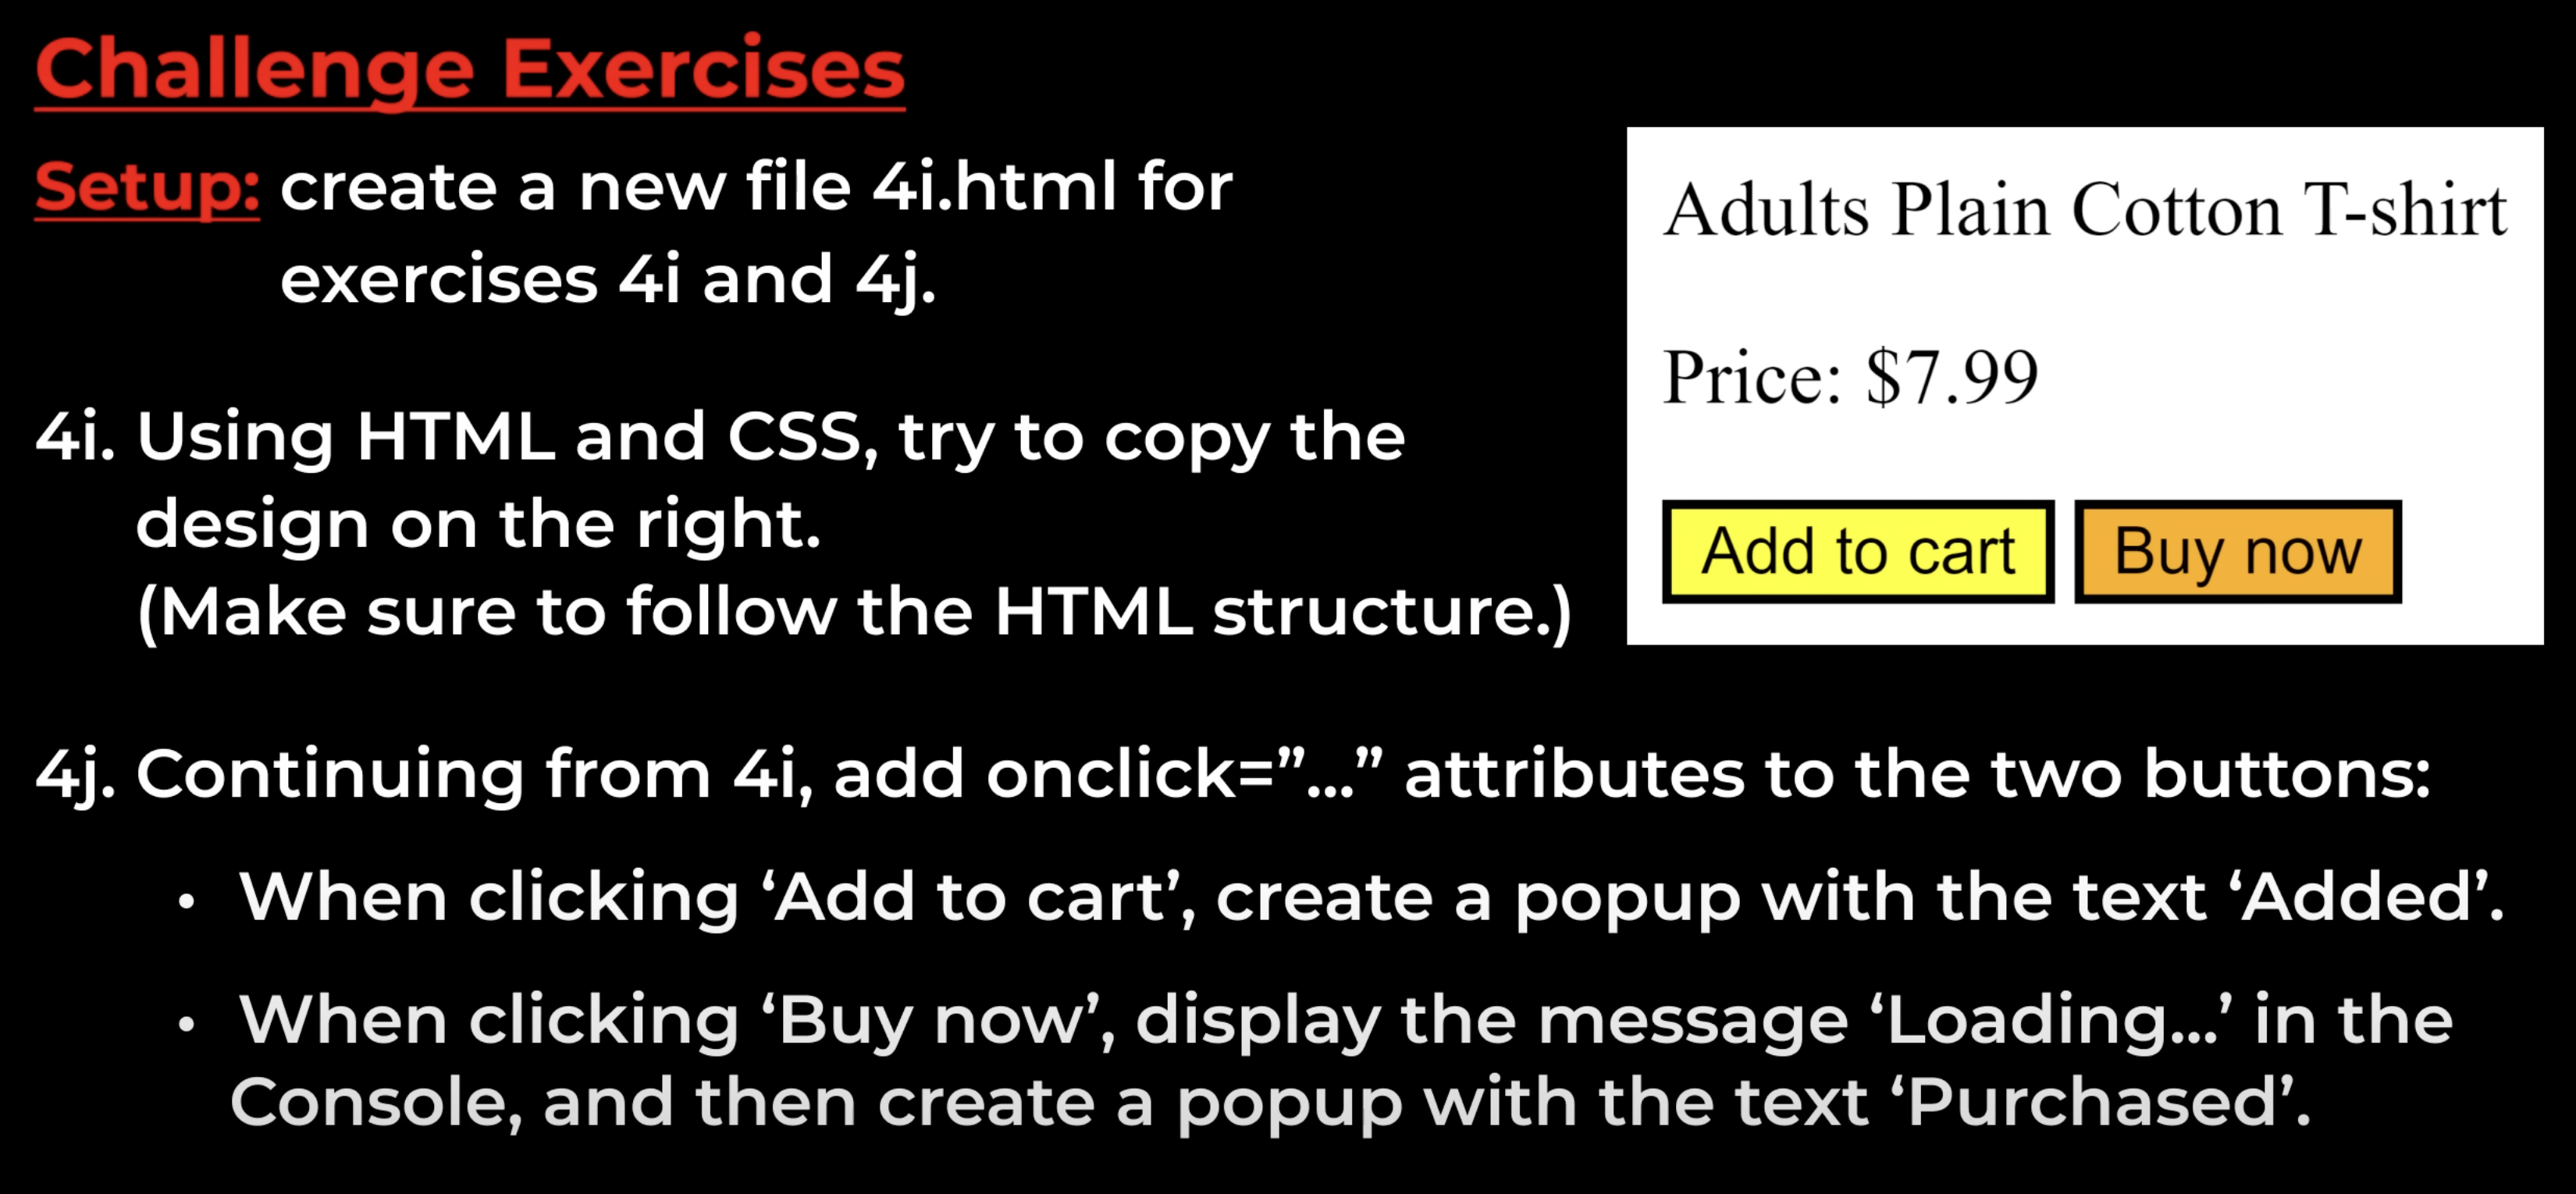 Challenge Exercises
Setup: create a new file 4i.html for
exercises 4i and 4j.
4i. Using HTML and CSS, try to copy the
design on the right.
(Make sure to follow the HTML structure.)
Adults Plain Cotton T-shirt
Price: $7.99
Add to cart
Buy now
4j. Continuing from 4i, add onclick=”...” attributes to the two buttons:
• When clicking ‘Add to cart’, create a popup with the text ‘Added’.
• When clicking ‘Buy now’, display the message ‘Loading...’ in the
Console, and then create a popup with the text ‘Purchased’.